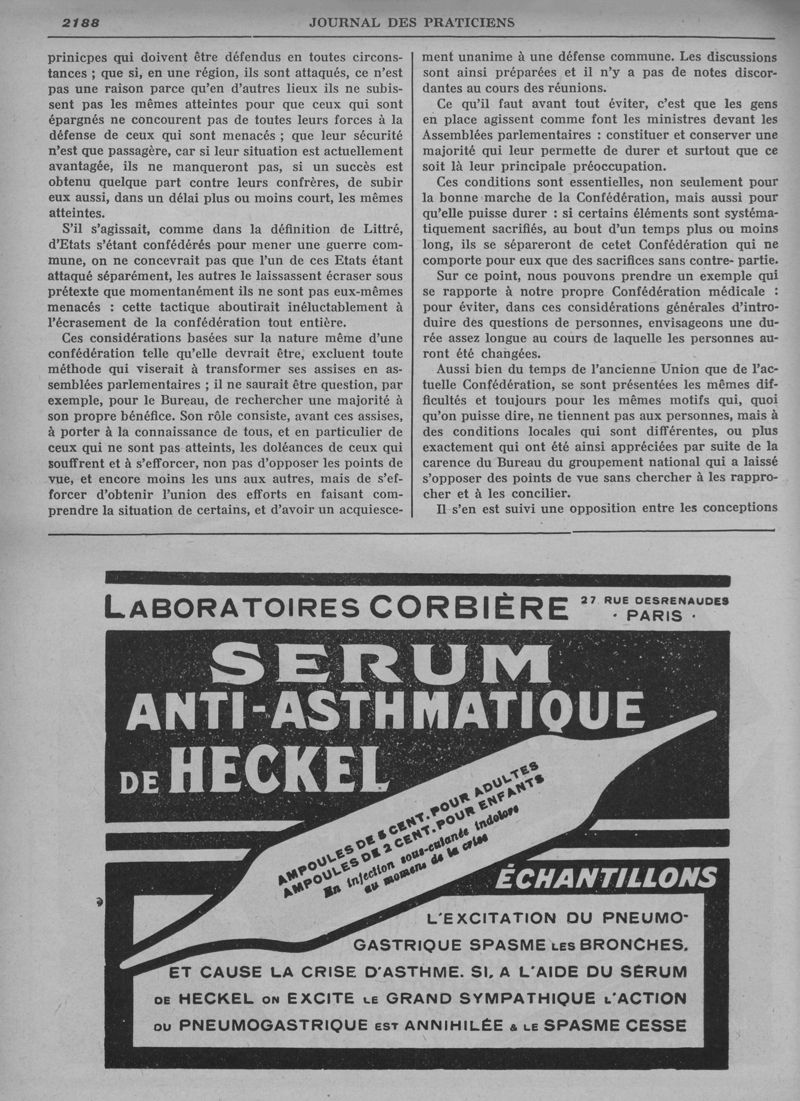 2188
JOURNAL DES PRATICIENS
prinicpes qui doivent être défendus en toutes circons-
tances ; que si, en une région, ils sont attaqués, ce n'est
pas une raison parce qu'en d'autres lieux ils ne subis-
sent pas les mêmes atteintes pour que ceux qui sont
épargnés ne concourent pas de toutes leurs forces à la
défense de ceux qui sont menacés ; que leur sécurité
n'est que passagère, car si leur situation est actuellement
avantagée, ils ne manqueront pas, si un succès est
obtenu quelque part contre leurs confrères, de subir
eux aussi, dans un délai plus ou moins court, les mêmes
atteintes.
S'il s'agissait, comme dans la définition de Littré,
d'Etats s'étant confédérés pour mener une guerre com-
mune, on ne concevrait pas que l'un de ces Etats étant
attaqué séparément, les autres le laissassent écraser sous
prétexte que momentanément ils ne sont pas eux-mêmes
menacés : cette tactique aboutirait inéluctablement à
l'écrasement de la confédération tout entière.
Ces considérations basées sur la nature même d'une
confédération telle qu'elle devrait être, excluent toute
méthode qui viserait à transformer ses assises en as-
semblées parlementaires ; il ne saurait être question, par
exemple, pour le Bureau, de rechercher une majorité à
son propre bénéfice. Son rôle consiste, avant ces assises,
à porter à la connaissance de tous, et en particulier de
ceux qui ne sont pas atteints, les doléances de ceux qui
souffrent et à s'efforcer, non pas d'opposer les points de
vue, et encore moins les uns aux autres, mais de s'ef-
forcer d'obtenir l'union des efforts en faisant com-
prendre la situation de certains, et d'avoir un acquiesce-
ment unanime à une défense commune. Les discussions
sont ainsi préparées et il n'y a pas de notes discor-
dantes au cours des réunions.
Ce qu'il faut avant tout éviter, c'est que les gens
en place agissent comme font les ministres devant les
Assemblées parlementaires : constituer et conserver une
majorité qui leur permette de durer et surtout que ce
soit là leur principale préoccupation.
Ces conditions sont essentielles, non seulement pour
la bonne marche de la Confédération, mais aussi pour
qu'elle puisse durer : si certains éléments sont systéma-
tiquement sacrifiés, au bout d'un temps plus ou moins
long, ils se sépareront de cetet Confédération qui ne
comporte pour eux que des sacrifices sans contre- partie.
Sur ce point, nous pouvons prendre un exemple qui
se rapporte à notre propre Confédération médicale :
pour éviter, dans ces considérations générales d'intro-
duire des questions de personnes, envisageons une du-
rée assez longue au cours de laquelle les personnes au-
ront été changées.
Aussi bien du temps de l'ancienne Union que de l'ac-
tuelle Confédération, se sont présentées les mêmes dif-
ficultés et toujours pour les mêmes motifs qui, quoi
qu'on puisse dire, ne tiennent pas aux personnes, mais à
des conditions locales qui sont différentes, ou plus
exactement qui ont été ainsi appréciées par suite de la
carence du Bureau du groupement national qui a laissé
s'opposer des points de vue sans chercher à les rappro-
cher et à les concilier.
Il s'en est suivi une opposition entre les conceptions
LABORATOIRES CORBIÈRE
27 RUE DESRENAUDES
· PARIS ·
SERUM
ANTI-ASTHMATIQUE
DE HECKEL
AMPOULES DE 5 CENT. POUR ADULTES
AMPOULES DE 2 CENT. POUR ENFANTS
En injection sous-cutanée indolore
au moment de la crise
ÉCHANTILLONS
L'EXCITATION DU PNEUMO-
GASTRIQUE SPASME LES BRONCHES,
ET CAUSE LA CRISE D'ASTHME. SI, A L'AIDE DU SÉRUM
DE HECKEL ON EXCITE LE GRAND SYMPATHIQUE L'ACTION
DU PNEUMOGASTRIQUE EST ANNIHILÉE & LE SPASME CESSE